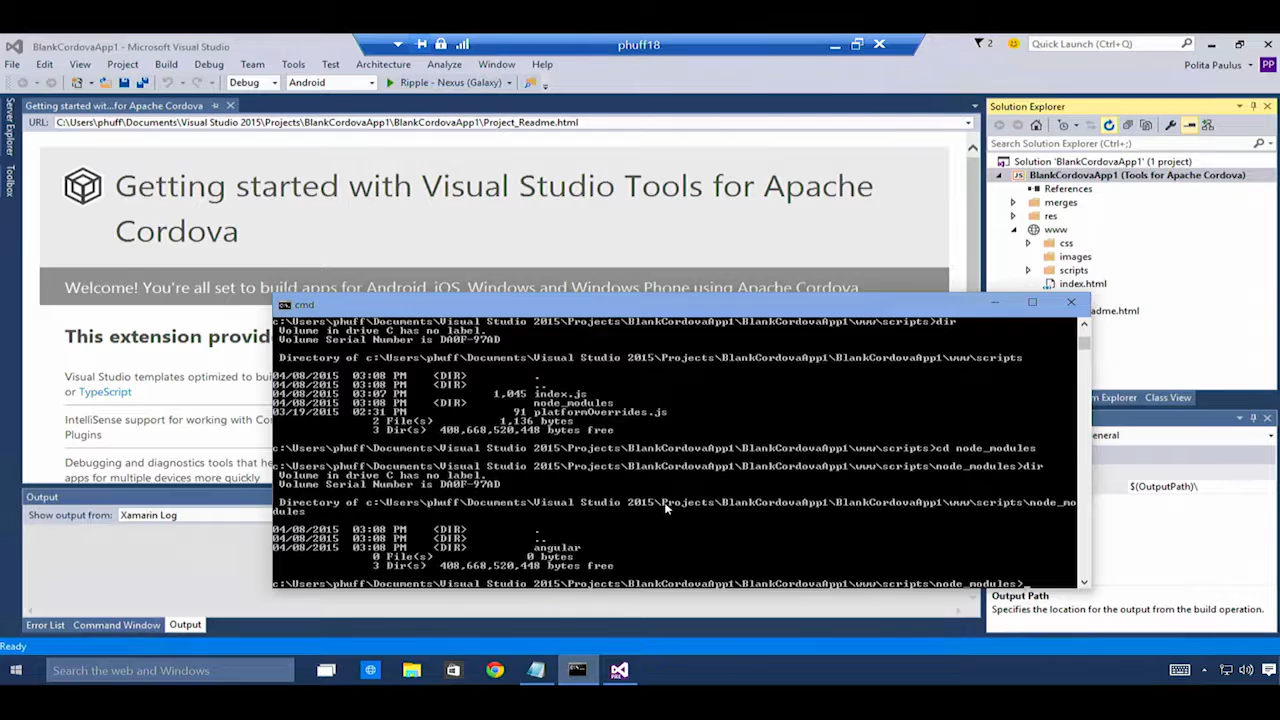 BlankCordovaApp1 - Microsoft Visual Studio
phuff18
2
Quick Launch (Ctrl+Q)
File Edit View Project Build Debug Team Tools Test Architecture Analyze Window Help
Polita Paulus PP
Debug Android Ripple - Nexus (Galaxy)
Server Explorer
Toolbox
Getting started wit...for Apache Cordova
URL: C:\Users\phuff\Documents\Visual Studio 2015\Projects\BlankCordovaApp1\BlankCordovaApp1\Project_Readme.html
Getting started with Visual Studio Tools for Apache
Cordova
Welcome! You're all set to build apps for Android, iOS, Windows and Windows Phone using Apache Cordova
This extension provid
Visual Studio templates optimized to bu
or TypeScript
IntelliSense support for working with Co
Plugins
Debugging and diagnostics tools that he
apps for multiple devices more quickly
Solution Explorer
Search Solution Explorer (Ctrl+;)
Solution 'BlankCordovaApp1' (1 project)
BlankCordovaApp1 (Tools for Apache Cordova)
References
merges
res
www
css
images
scripts
index.html
dme.html
m Explorer Class View
General
$(OutputPath)\
Output Path
Specifies the location for the output from the build operation.
cmd
c:\Users\phuff\Documents\Visual Studio 2015\Projects\BlankCordovaApp1\BlankCordovaApp1\www\scripts>dir
Volume in drive C has no label.
Volume Serial Number is DA0F-97AD
Directory of c:\Users\phuff\Documents\Visual Studio 2015\Projects\BlankCordovaApp1\BlankCordovaApp1\www\scripts
04/08/2015 03:08 PM <DIR> .
04/08/2015 03:08 PM <DIR> ..
04/08/2015 03:07 PM 1,045 index.js
04/08/2015 03:08 PM <DIR> node_modules
03/19/2015 02:31 PM 91 platformOverrides.js
2 File(s) 1,136 bytes
3 Dir(s) 408,668,520,448 bytes free
c:\Users\phuff\Documents\Visual Studio 2015\Projects\BlankCordovaApp1\BlankCordovaApp1\www\scripts>cd node_modules
c:\Users\phuff\Documents\Visual Studio 2015\Projects\BlankCordovaApp1\BlankCordovaApp1\www\scripts\node_modules>dir
Volume in drive C has no label.
Volume Serial Number is DA0F-97AD
Directory of c:\Users\phuff\Documents\Visual Studio 2015\Projects\BlankCordovaApp1\BlankCordovaApp1\www\scripts\node_mo
dules
04/08/2015 03:08 PM <DIR> .
04/08/2015 03:08 PM <DIR> ..
04/08/2015 03:08 PM <DIR> angular
0 File(s) 0 bytes
3 Dir(s) 408,668,520,448 bytes free
c:\Users\phuff\Documents\Visual Studio 2015\Projects\BlankCordovaApp1\BlankCordovaApp1\www\scripts\node_modules>_
Output
Show output from: Xamarin Log
Error List Command Window Output
Ready
Search the web and Windows